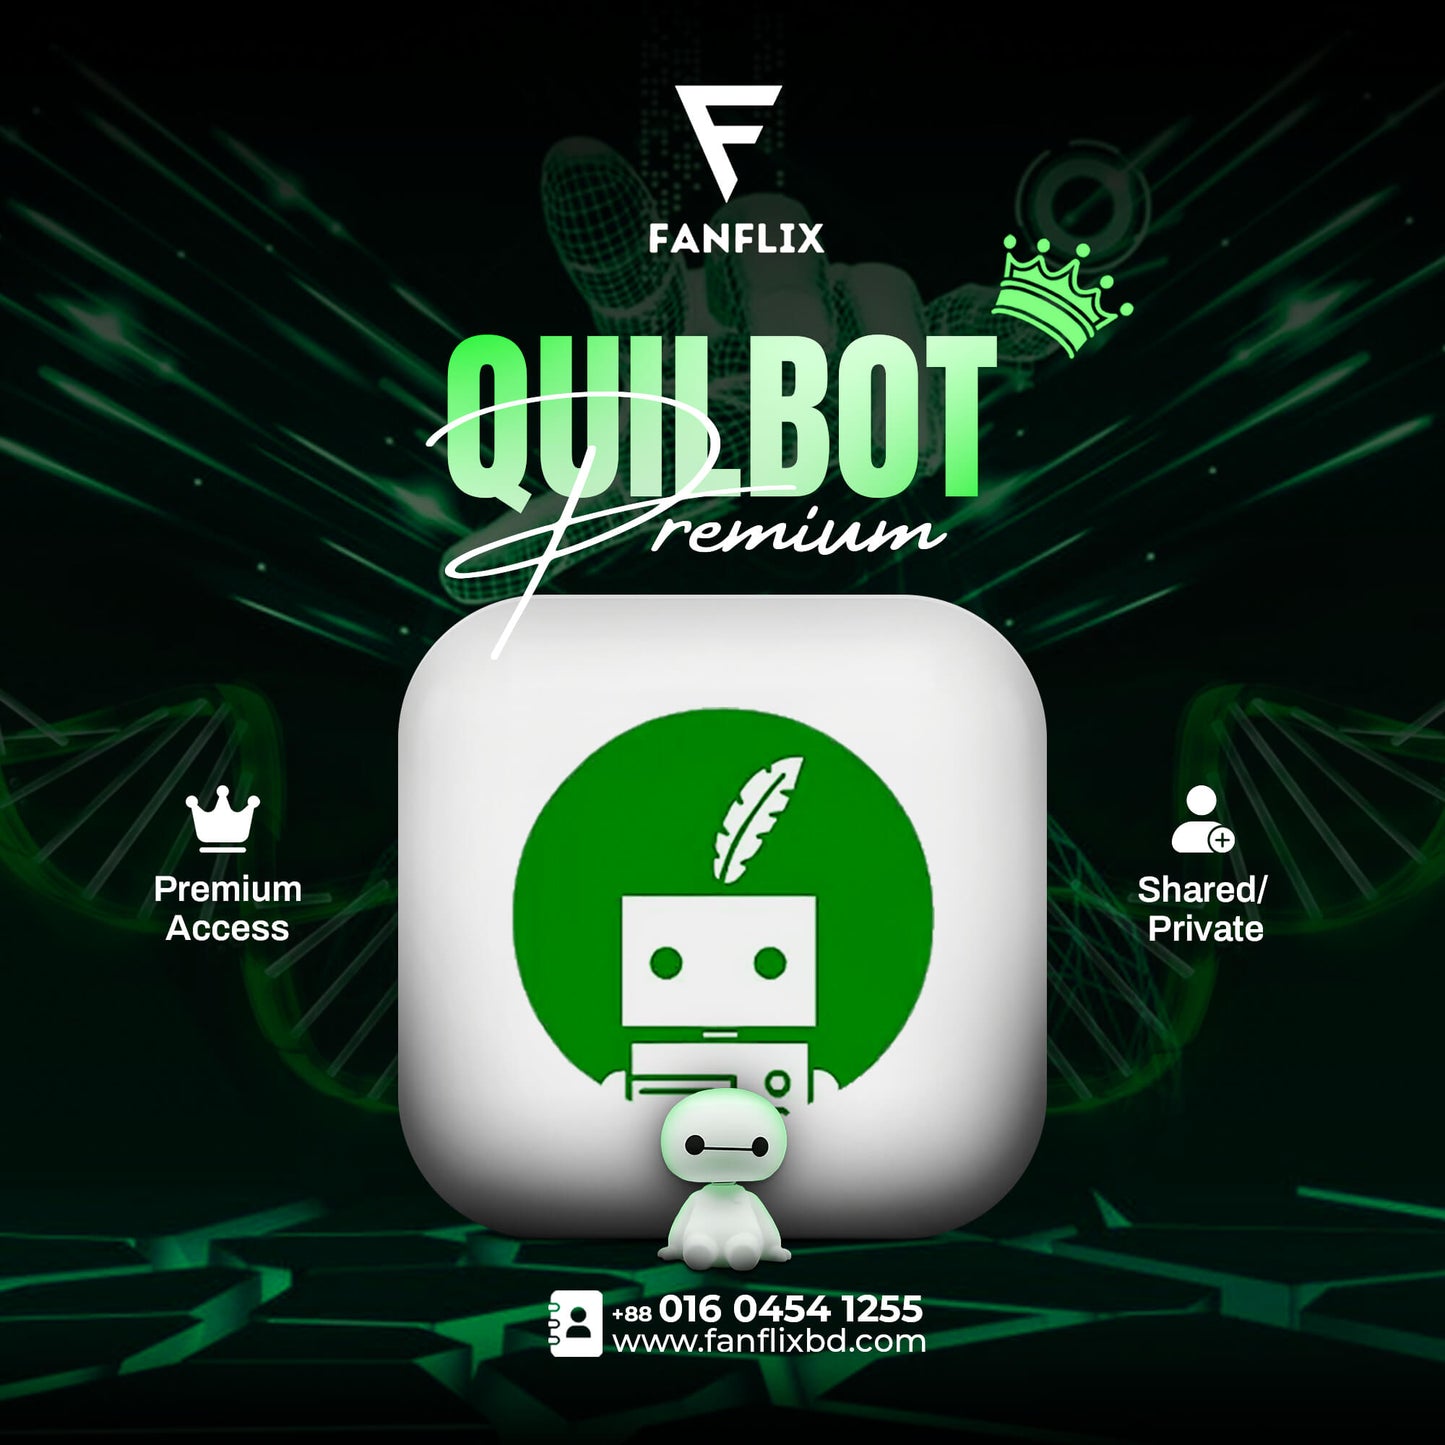 FANFLIX
QUILBOT
Premium
Premium
Access
Shared/
Private
+88 016 0454 1255
www.fanflixbd.com